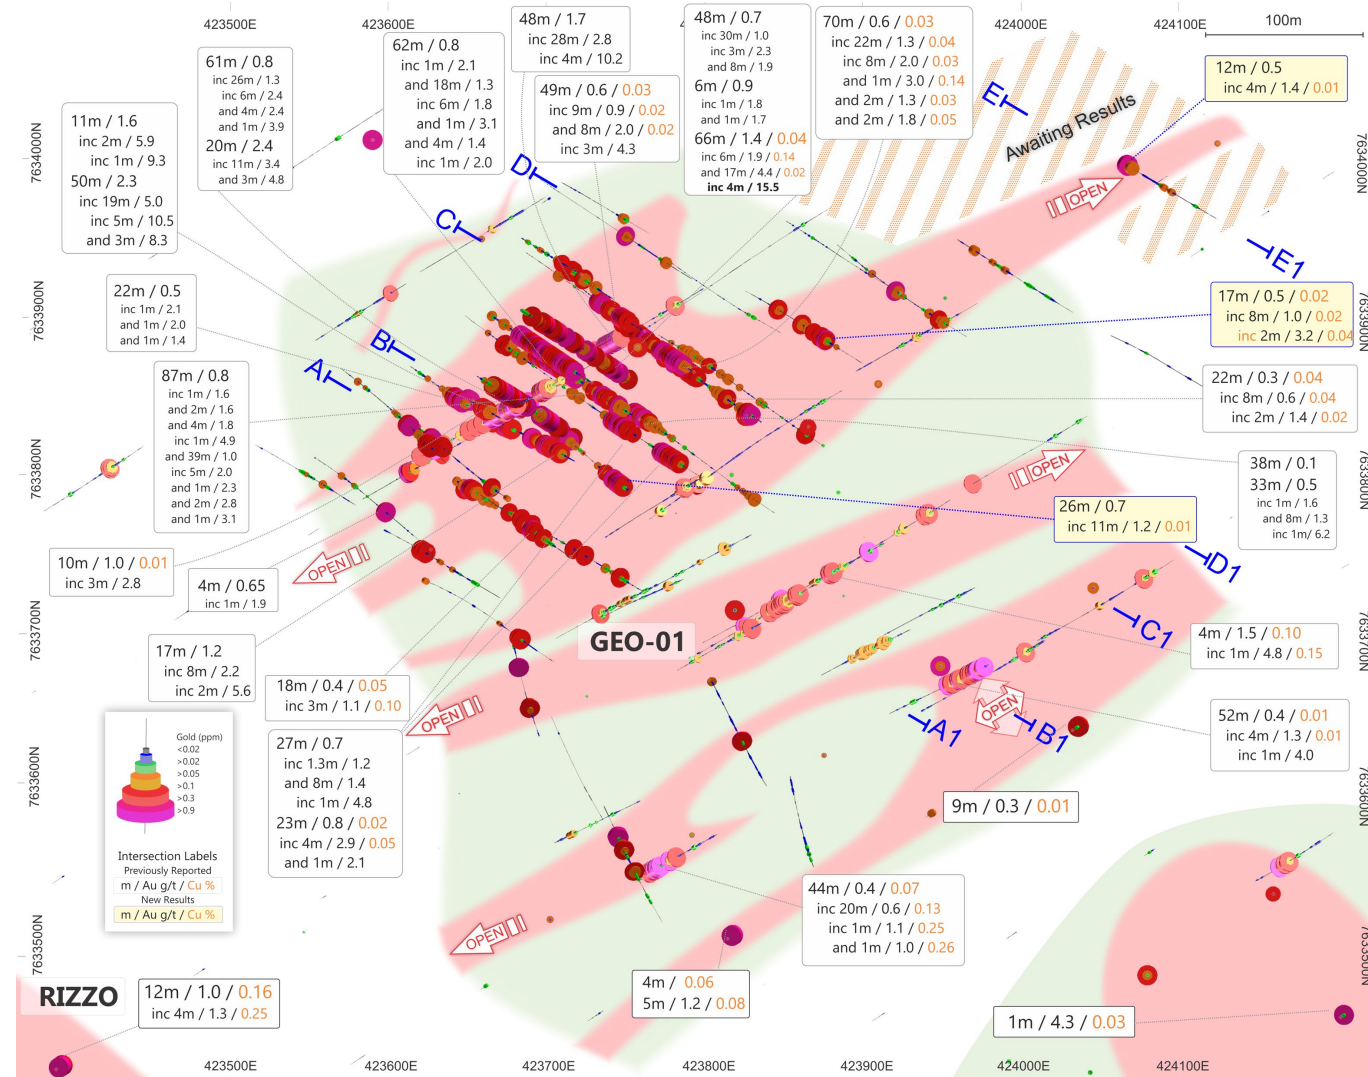 423500E
423600E
424000E
424100E
100m
48m / 1.7
inc 28m / 2.8
inc 4m / 10.2
48m / 0.7
inc 30m / 1.0
inc 3m / 2.3
and 8m / 1.9
6m / 0.9
inc 1m / 1.8
and 1m / 1.7
66m / 1.4 / 0.04
inc 6m / 1.9 / 0.14
and 17m / 4.4 / 0.02
inc 4m / 15.5
70m / 0.6 / 0.03
inc 22m / 1.3 / 0.04
inc 8m / 2.0 / 0.03
and 1m / 3.0 / 0.14
and 2m / 1.3 / 0.03
and 2m / 1.8 / 0.05
62m / 0.8
inc 1m / 2.1
and 18m / 1.3
inc 6m / 1.8
and 1m / 3.1
and 4m / 1.4
inc 1m / 2.0
61m / 0.8
inc 26m / 1.3
inc 6m / 2.4
and 4m / 2.4
and 1m / 3.9
20m / 2.4
inc 11m / 3.4
and 3m / 4.8
49m / 0.6 / 0.03
inc 9m / 0.9 / 0.02
and 8m / 2.0 / 0.02
inc 3m / 4.3
12m / 0.5
inc 4m / 1.4 / 0.01
11m / 1.6
inc 2m / 5.9
inc 1m / 9.3
50m / 2.3
inc 19m / 5.0
inc 5m / 10.5
and 3m / 8.3
E
Awaiting Results
D
C
OPEN
E1
7634000N
7634000N
22m / 0.5
inc 1m / 2.1
and 1m / 2.0
and 1m / 1.4
17m / 0.5 / 0.02
inc 8m / 1.0 / 0.02
inc 2m / 3.2 / 0.04
7633900N
7633900N
B
A
87m / 0.8
inc 1m / 1.6
and 2m / 1.6
and 4m / 1.8
inc 1m / 4.9
and 39m / 1.0
inc 5m / 2.0
and 1m / 2.3
and 2m / 2.8
and 1m / 3.1
22m / 0.3 / 0.04
inc 8m / 0.6 / 0.04
inc 2m / 1.4 / 0.02
38m / 0.1
33m / 0.5
inc 1m / 1.6
and 8m / 1.3
inc 1m/ 6.2
7633800N
7633800N
OPEN
26m / 0.7
inc 11m / 1.2 / 0.01
10m / 1.0 / 0.01
inc 3m / 2.8
4m / 0.65
inc 1m / 1.9
OPEN
D1
C1
GEO-01
7633700N
7633700N
4m / 1.5 / 0.10
inc 1m / 4.8 / 0.15
17m / 1.2
inc 8m / 2.2
inc 2m / 5.6
18m / 0.4 / 0.05
inc 3m / 1.1 / 0.10
OPEN
OPEN
A1
B1
52m / 0.4 / 0.01
inc 4m / 1.3 / 0.01
inc 1m / 4.0
27m / 0.7
inc 1.3m / 1.2
and 8m / 1.4
inc 1m / 4.8
23m / 0.8 / 0.02
inc 4m / 2.9 / 0.05
and 1m / 2.1
7633600N
7633600N
9m / 0.3 / 0.01
Gold (ppm)
<0.02
>0.02
>0.05
>0.1
>0.3
>0.9
Intersection Labels
Previously Reported
m / Au g/t / Cu %
New Results
m / Au g/t / Cu %
44m / 0.4 / 0.07
inc 20m / 0.6 / 0.13
inc 1m / 1.1 / 0.25
and 1m / 1.0 / 0.26
OPEN
7633500N
7633500N
4m / 0.06
5m / 1.2 / 0.08
RIZZO
12m / 1.0 / 0.16
inc 4m / 1.3 / 0.25
1m / 4.3 / 0.03
423500E
423600E
423700E
423800E
423900E
424000E
424100E